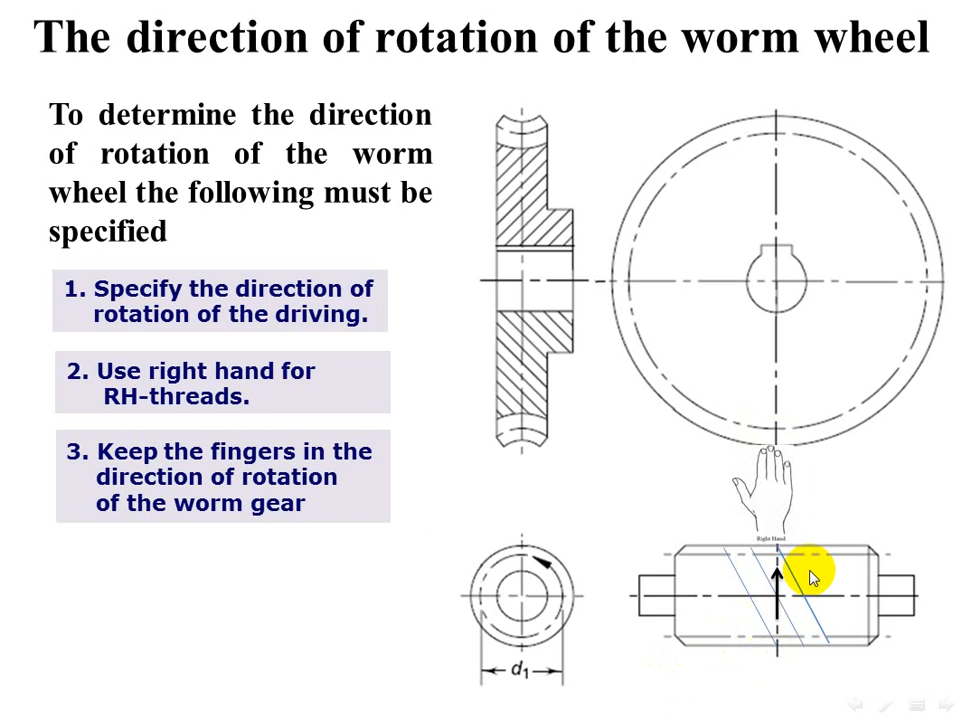 The direction of rotation of the worm wheel
To determine the direction
of rotation of the worm
wheel the following must be
specified
1. Specify the direction of
rotation of the driving.
2. Use right hand for
RH-threads.
3. Keep the fingers in the
direction of rotation
of the worm gear
Right Hand
d₁